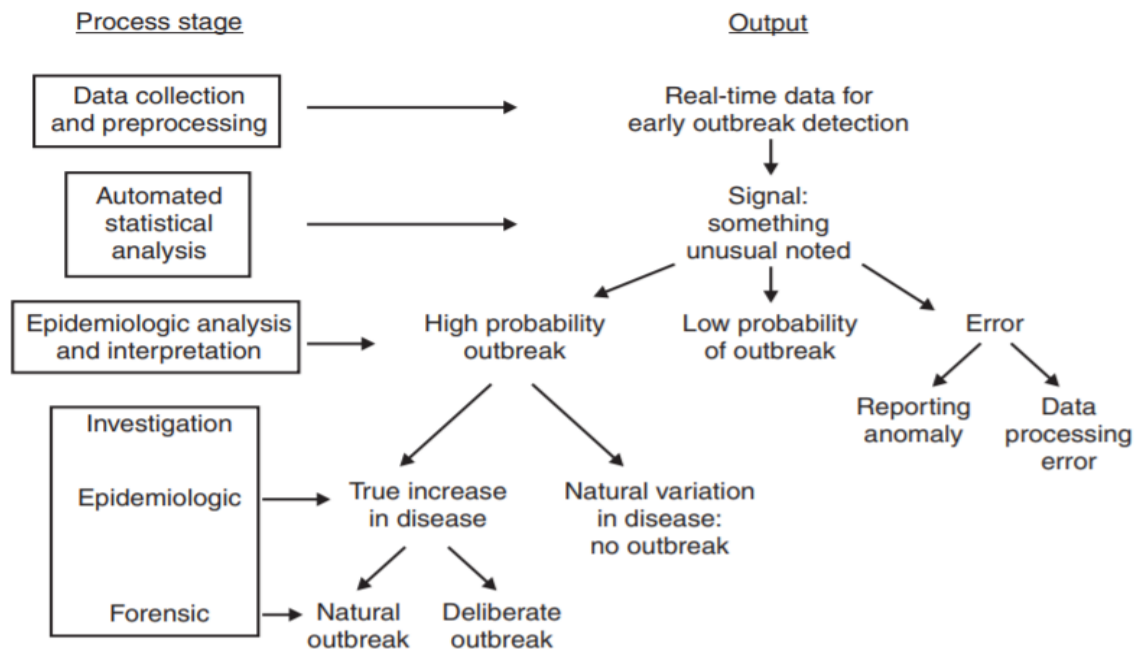 Process stage
Output
Data collection
and preprocessing
Real-time data for
early outbreak detection
Automated
statistical
analysis
Signal:
something
unusual noted
Epidemiologic analysis
and interpretation
High probability
outbreak
Low probability
of outbreak
Error
Reporting
anomaly
Data
processing
error
Investigation
Epidemiologic
True increase
in disease
Natural variation
in disease:
no outbreak
Forensic
Natural
outbreak
Deliberate
outbreak